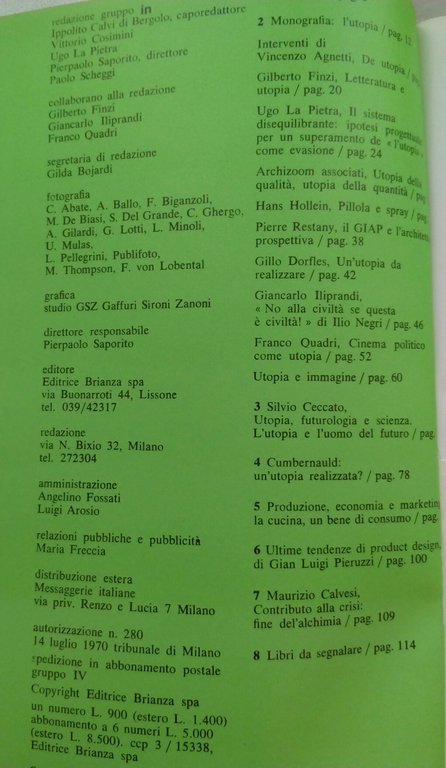 redazione gruppo in
Ippolito Calvi di Bergolo, caporedattore
Vittorio Cosimini
Ugo La Pietra
Pierpaolo Saporito, direttore
Paolo Scheggi
collaborano alla redazione
Gilberto Finzi
Giancarlo Iliprandi
Franco Quadri
segretaria di redazione
Gilda Bojardi
fotografia
C. Abate, A. Ballo, F. Biganzoli,
M. De Biasi, S. Del Grande, C. Ghergo,
A. Gilardi, G. Lotti, L. Minoli,
U. Mulas,
L. Pellegrini, Publifoto,
M. Thompson, F. von Lobental
grafica
studio GSZ Gaffuri Sironi Zanoni
direttore responsabile
Pierpaolo Saporito
editore
Editrice Brianza spa
via Buonarroti 44, Lissone
tel. 039/42317
redazione
via N. Bixio 32, Milano
tel. 272304
amministrazione
Angelino Fossati
Luigi Arosio
relazioni pubbliche e pubblicità
Maria Freccia
distribuzione estera
Messaggerie italiane
via priv. Renzo e Lucia 7 Milano
autorizzazione n. 280
14 luglio 1970 tribunale di Milano
spedizione in abbonamento postale
gruppo IV
Copyright Editrice Brianza spa
un numero L. 900 (estero L. 1.400)
abbonamento a 6 numeri L. 5.000
(estero L. 8.500). ccp 3 / 15338,
Editrice Brianza spa
2 Monografia: l'utopia / pag. 12
Interventi di
Vincenzo Agnetti, De utopia / pag.
Gilberto Finzi, Letteratura e
utopia / pag. 20
Ugo La Pietra, Il sistema
disequilibrante: ipotesi progettuale
per un superamento de « l'utopia
come evasione / pag. 24
Archizoom associati, Utopia della
qualità, utopia della quantità / pag
Hans Hollein, Pillola e spray / pag.
Pierre Restany, il GIAP e l'architett
prospettiva / pag. 38
Gillo Dorfles, Un'utopia da
realizzare / pag. 42
Giancarlo Iliprandi,
« No alla civiltà se questa
è civiltà! » di Ilio Negri / pag. 46
Franco Quadri, Cinema politico
come utopia / pag. 52
Utopia e immagine / pag. 60
3 Silvio Ceccato,
Utopia, futurologia e scienza.
L'utopia e l'uomo del futuro / pag.
4 Cumbernauld:
un'utopia realizzata? / pag. 78
5 Produzione, economia e marketing
la cucina, un bene di consumo / pag.
6 Ultime tendenze di product design,
di Gian Luigi Pieruzzi / pag. 100
7 Maurizio Calvesi,
Contributo alla crisi:
fine del'alchimia / pag. 109
8 Libri da segnalare / pag. 114